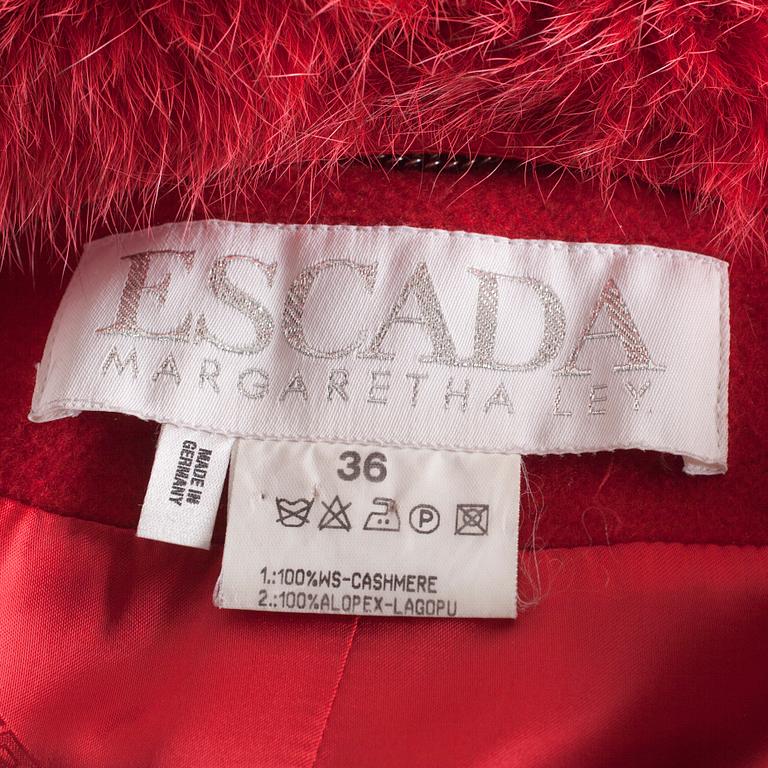 ESCADA
MARGARETHA LEY
MADE IN
GERMANY
36
P
1.:100%WS-CASHMERE
2.:100%ALOPEX-LAGOPU